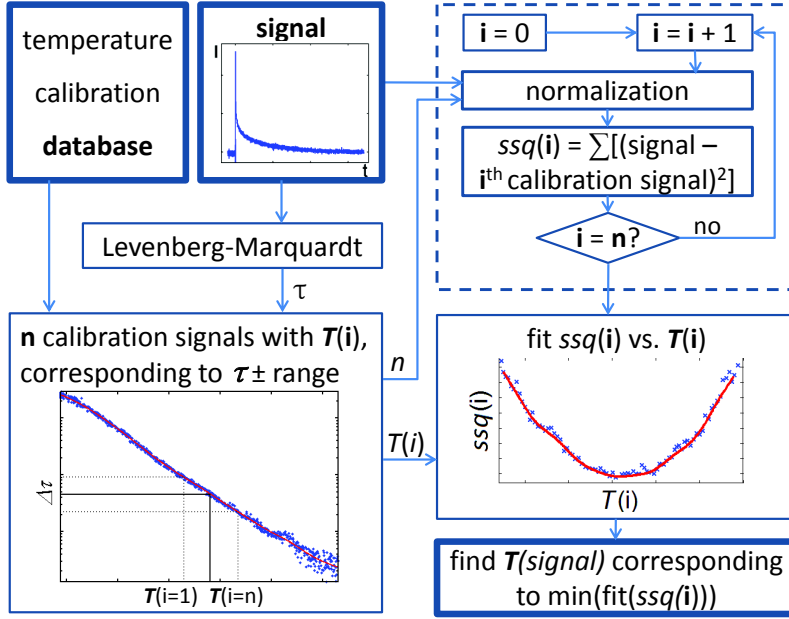 temperature
calibration
database
signal
I
t
Levenberg-Marquardt
τ
n calibration signals with T(i),
corresponding to τ ± range
Δτ
T(i=1) T(i=n)
n
T(i)
i = 0
i = i + 1
normalization
ssq(i) = ∑[(signal –
iᵗʰ calibration signal)²]
i = n?
no
fit ssq(i) vs. T(i)
ssq(i)
T(i)
find T(signal) corresponding
to min(fit(ssq(i)))